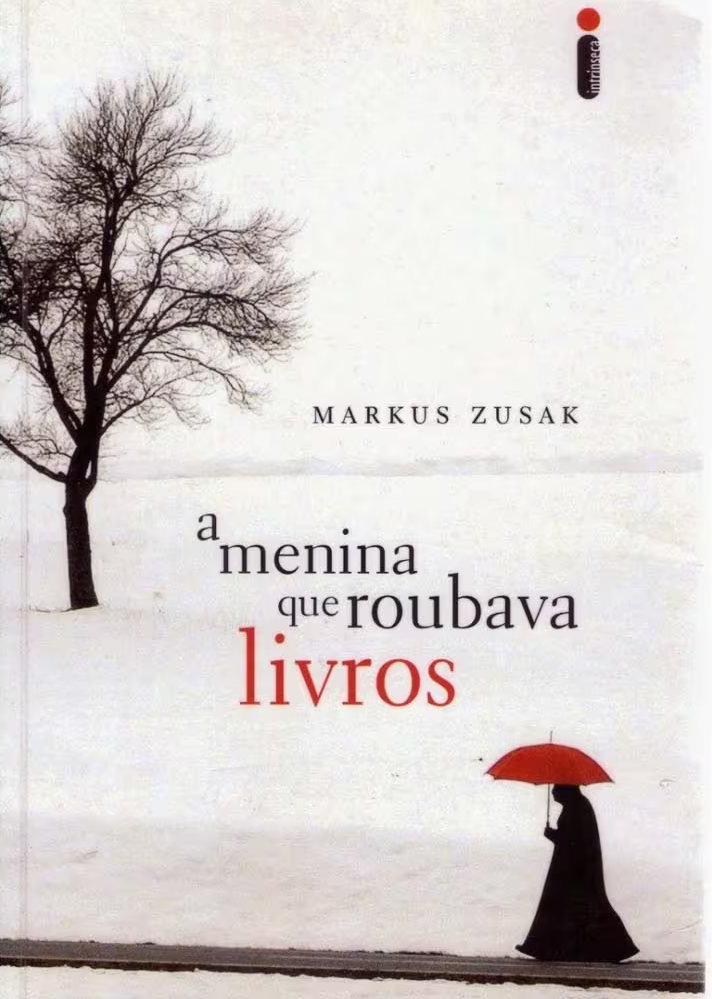 intrínseca
MARKUS ZUSAK
a
menina
que roubava
livros